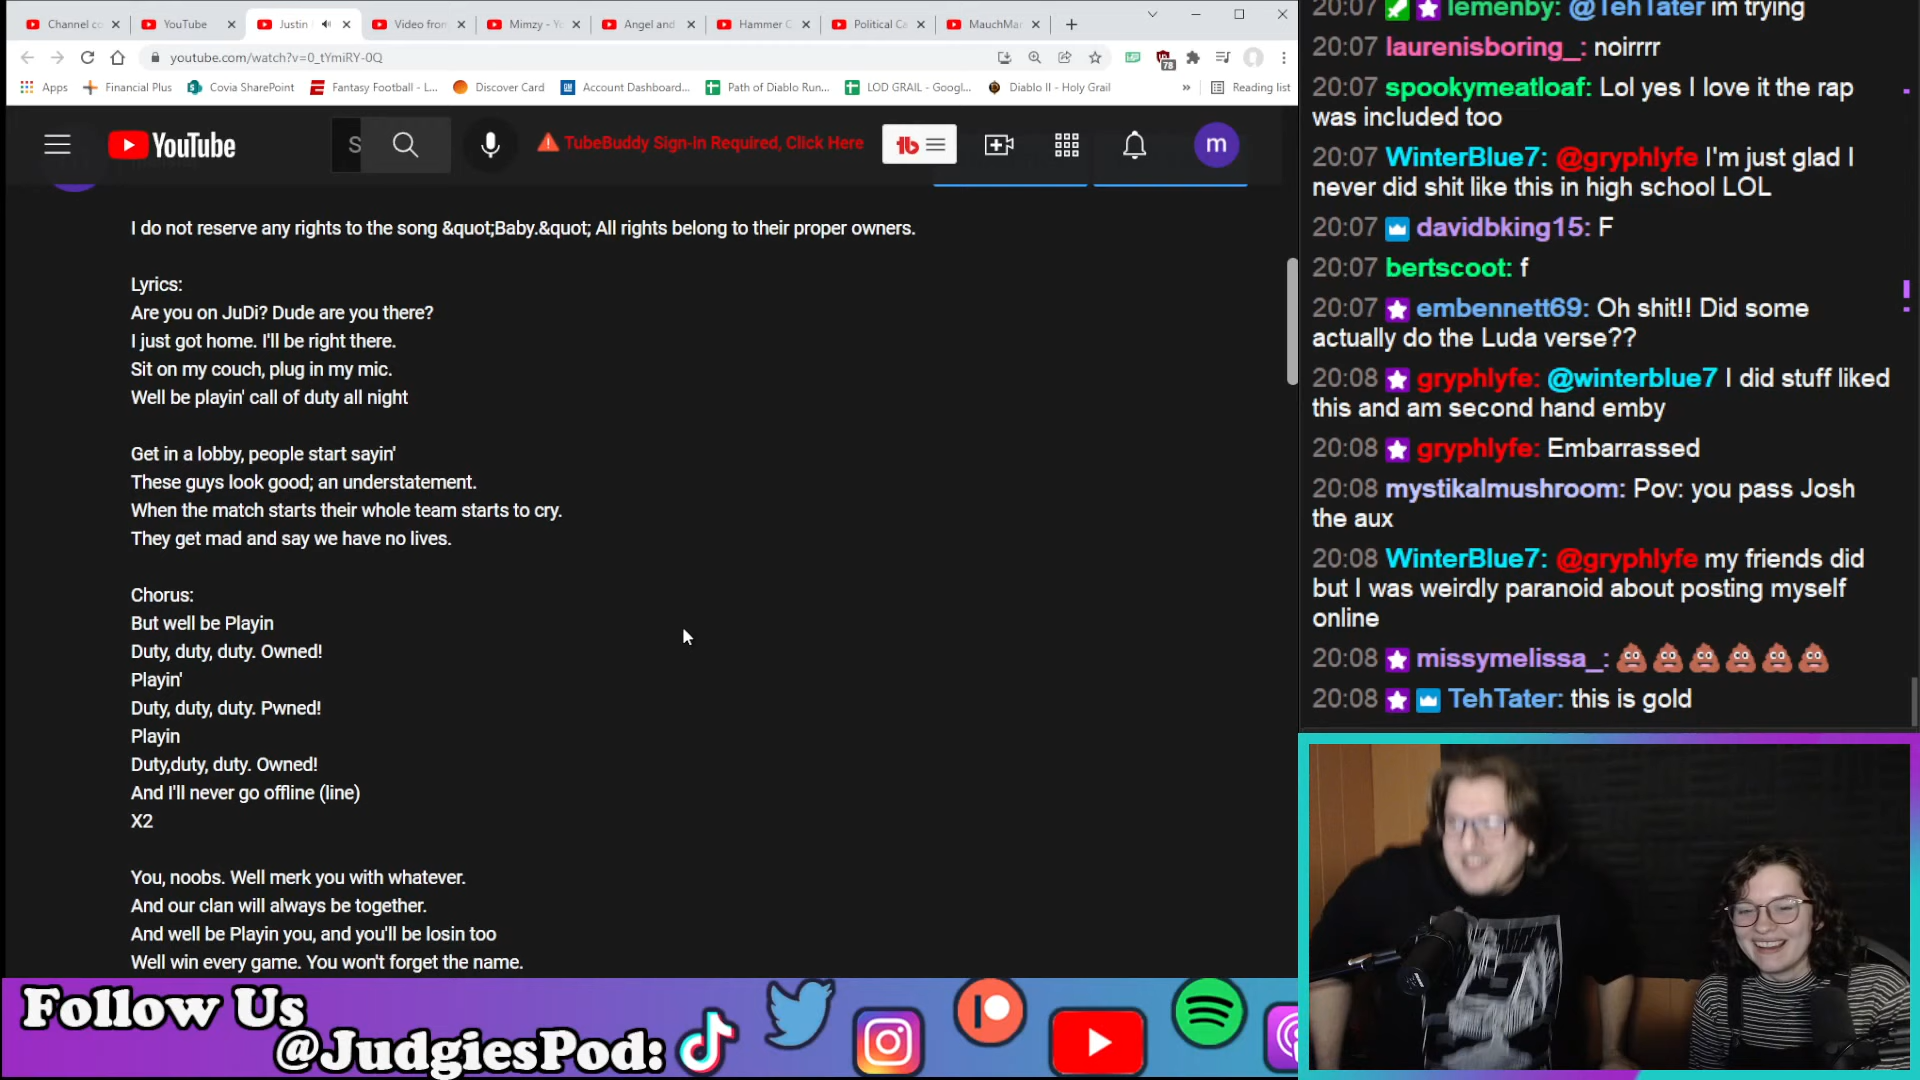 Channel co
YouTube
Justin
Video from
Mimzy - Yo
Angel and
Hammer C
Political Ca
MauchMar
youtube.com/watch?v=0_tYmiRY-0Q
78
Apps
Financial Plus
Covia SharePoint
Fantasy Football - L...
Discover Card
Account Dashboard...
Path of Diablo Run...
LOD GRAIL - Googl...
Diablo II - Holy Grail
»
Reading list
YouTube
S
TubeBuddy Sign-in Required, Click Here
tb
m
I do not reserve any rights to the song &quot;Baby.&quot; All rights belong to their proper owners.
Lyrics:
Are you on JuDi? Dude are you there?
I just got home. I'll be right there.
Sit on my couch, plug in my mic.
Well be playin' call of duty all night
Get in a lobby, people start sayin'
These guys look good; an understatement.
When the match starts their whole team starts to cry.
They get mad and say we have no lives.
Chorus:
But well be Playin
Duty, duty, duty. Owned!
Playin'
Duty, duty, duty. Pwned!
Playin
Duty,duty, duty. Owned!
And I'll never go offline (line)
X2
You, noobs. Well merk you with whatever.
And our clan will always be together.
And well be Playin you, and you'll be losin too
Well win every game. You won't forget the name.
20:07 lemenby: @TehTater im trying
20:07 laurenisboring_: noirrrr
20:07 spookymeatloaf: Lol yes I love it the rap
was included too
20:07 WinterBlue7: @gryphlyfe I'm just glad I
never did shit like this in high school LOL
20:07 davidbking15: F
20:07 bertscoot: f
20:07 embennett69: Oh shit!! Did some
actually do the Luda verse??
20:08 gryphlyfe: @winterblue7 I did stuff liked
this and am second hand emby
20:08 gryphlyfe: Embarrassed
20:08 mystikalmushroom: Pov: you pass Josh
the aux
20:08 WinterBlue7: @gryphlyfe my friends did
but I was weirdly paranoid about posting myself
online
20:08 missymelissa_: 💩💩💩💩💩💩
20:08 TehTater: this is gold
Follow Us
@JudgiesPod: